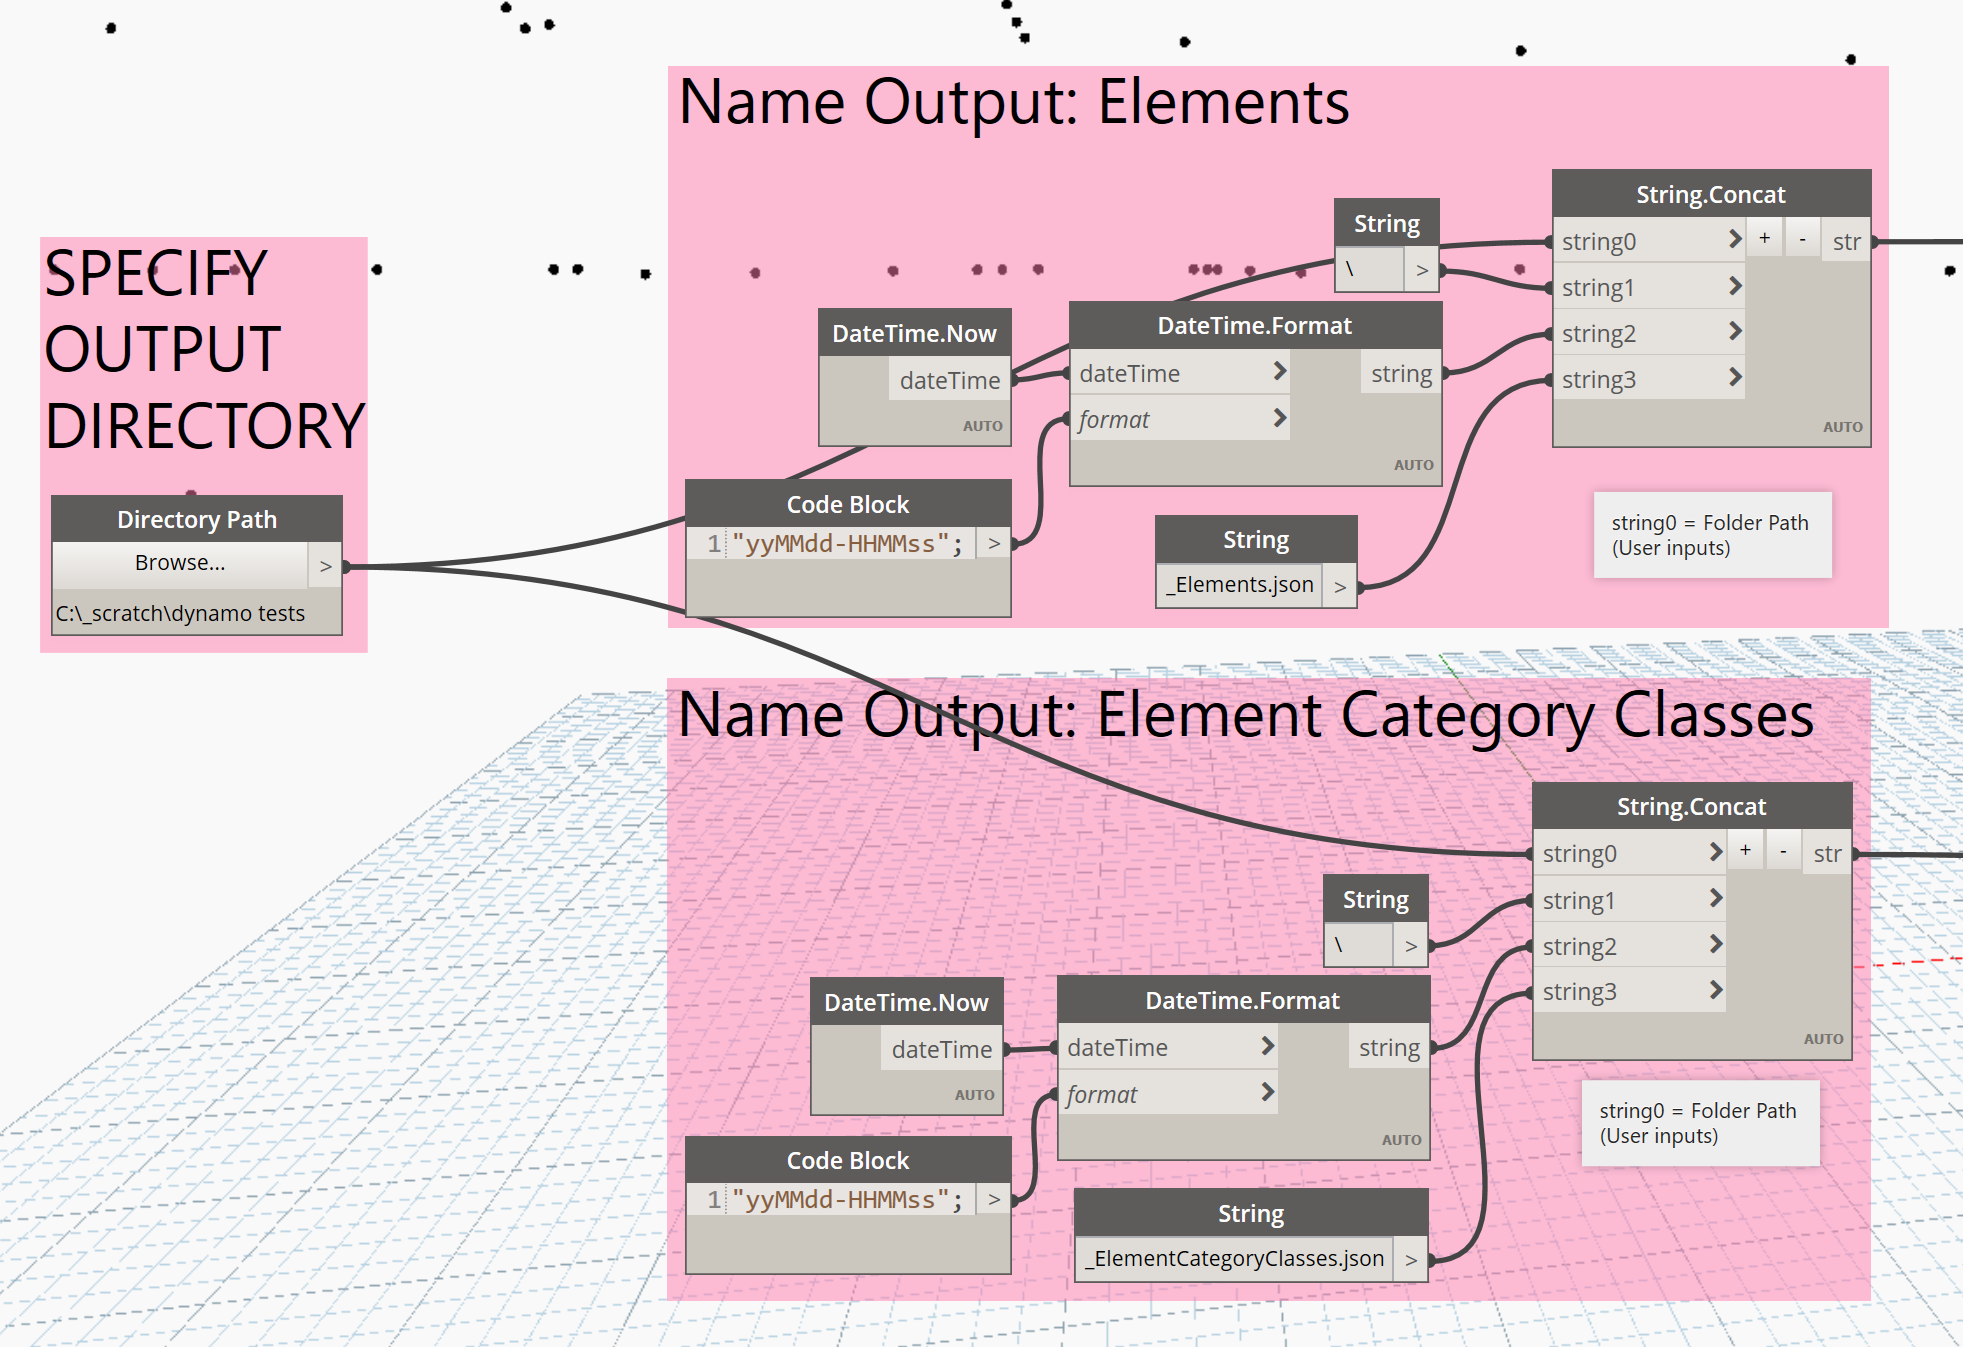 SPECIFY
OUTPUT
DIRECTORY
Directory Path
Browse...
>
C:\_scratch\dynamo tests
Name Output: Elements
DateTime.Now
dateTime
AUTO
Code Block
1 "yyMMdd-HHMMss"; >
DateTime.Format
dateTime > string
format >
AUTO
String
\ >
String
_Elements.json >
String.Concat
string0 > + - str
string1 >
string2 >
string3 >
AUTO
string0 = Folder Path
(User inputs)
Name Output: Element Category Classes
DateTime.Now
dateTime
AUTO
Code Block
1 "yyMMdd-HHMMss"; >
DateTime.Format
dateTime > string
format >
AUTO
String
\ >
String
_ElementCategoryClasses.json >
String.Concat
string0 > + - str
string1 >
string2 >
string3 >
AUTO
string0 = Folder Path
(User inputs)